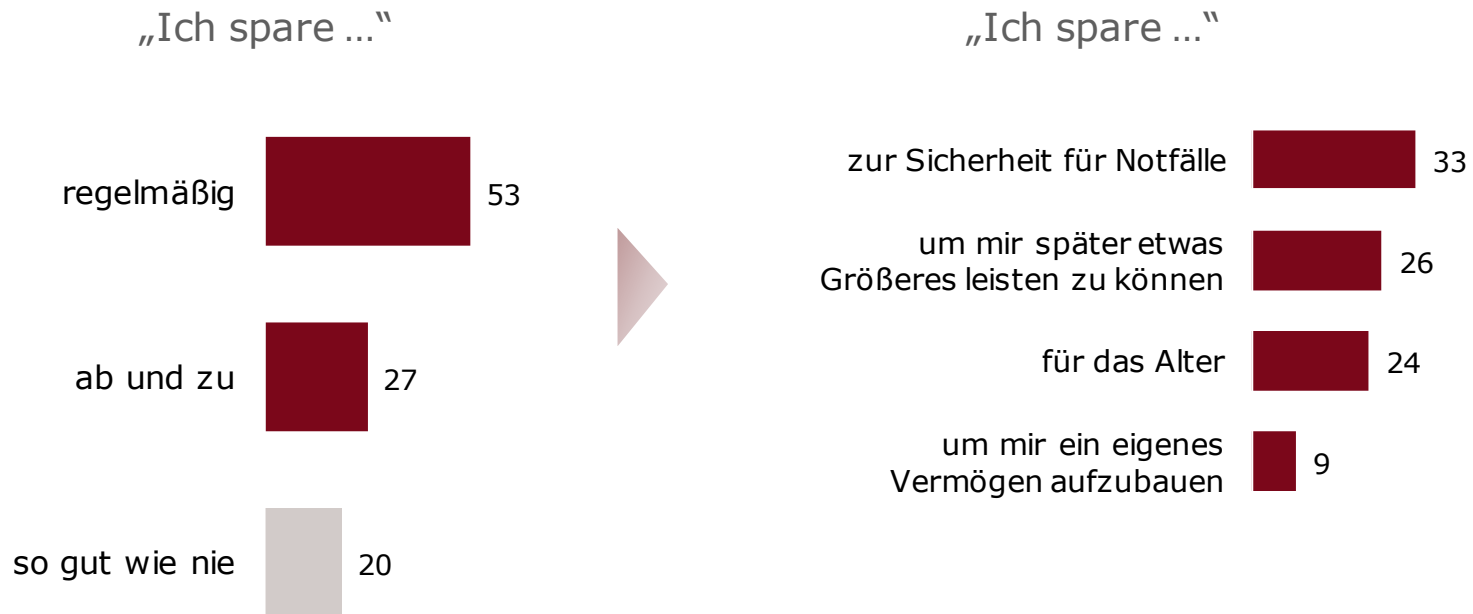 „Ich spare …“
regelmäßig 53
ab und zu 27
so gut wie nie 20
„Ich spare …“
zur Sicherheit für Notfälle 33
um mir später etwas
Größeres leisten zu können 26
für das Alter 24
um mir ein eigenes
Vermögen aufzubauen 9